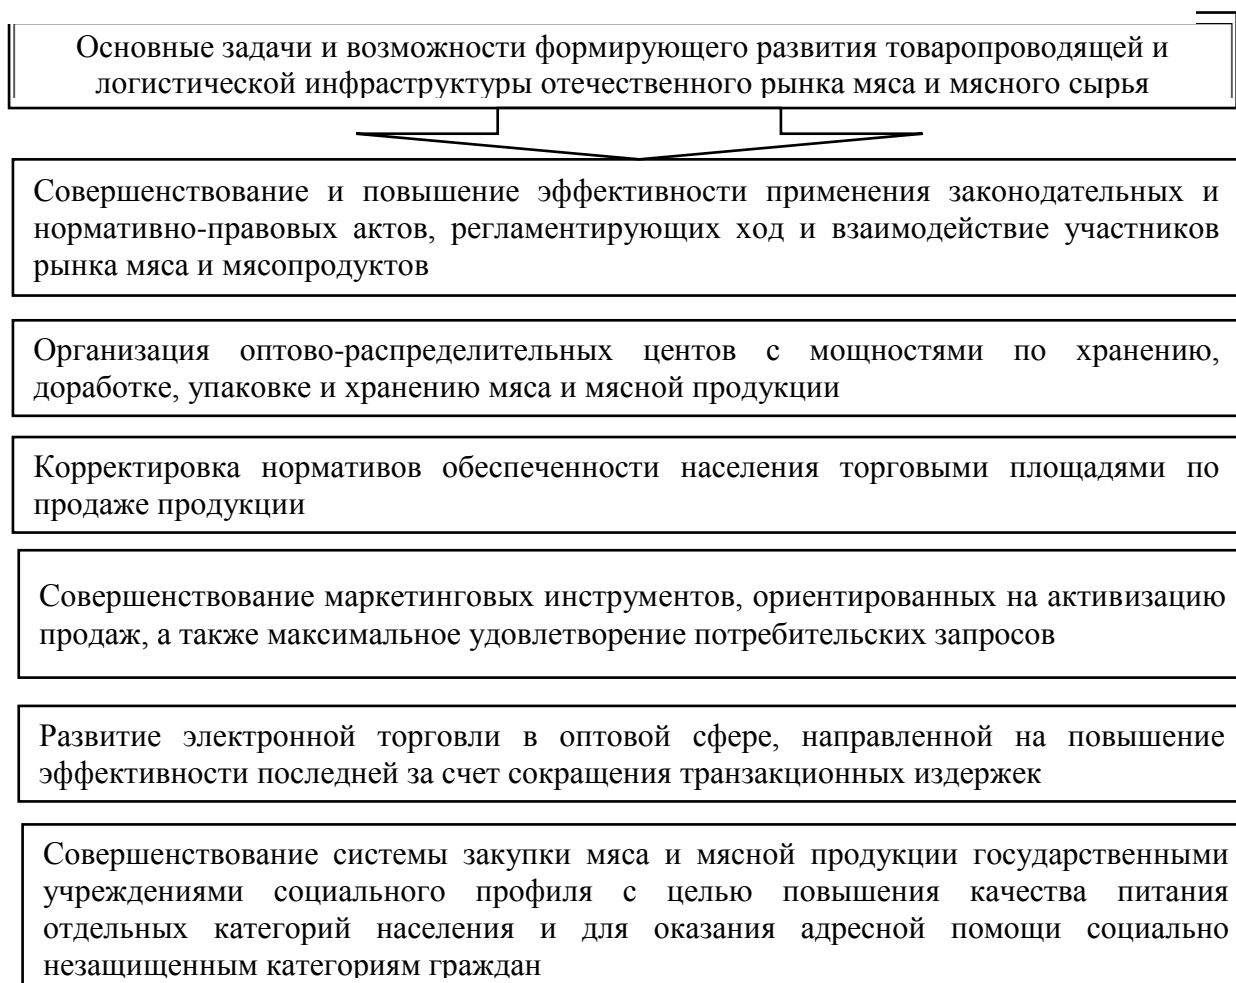 Основные задачи и возможности формирующего развития товаропроводящей и
логистической инфраструктуры отечественного рынка мяса и мясного сырья
Совершенствование и повышение эффективности применения законодательных и
нормативно-правовых актов, регламентирующих ход и взаимодействие участников
рынка мяса и мясопродуктов
Организация оптово-распределительных центов с мощностями по хранению,
доработке, упаковке и хранению мяса и мясной продукции
Корректировка нормативов обеспеченности населения торговыми площадями по
продаже продукции
Совершенствование маркетинговых инструментов, ориентированных на активизацию
продаж, а также максимальное удовлетворение потребительских запросов
Развитие электронной торговли в оптовой сфере, направленной на повышение
эффективности последней за счет сокращения транзакционных издержек
Совершенствование системы закупки мяса и мясной продукции государственными
учреждениями социального профиля с целью повышения качества питания
отдельных категорий населения и для оказания адресной помощи социально
незащищенным категориям граждан